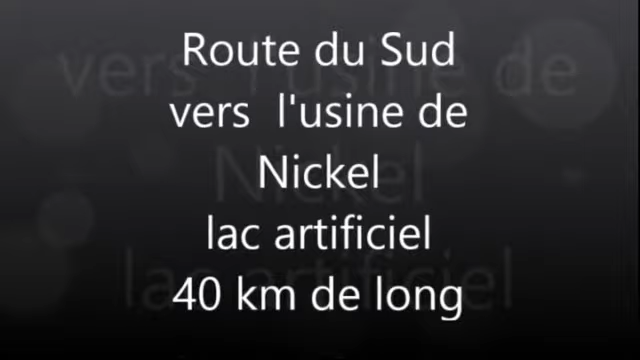 Route du Sud
vers l'usine de
Nickel
lac artificiel
40 km de long